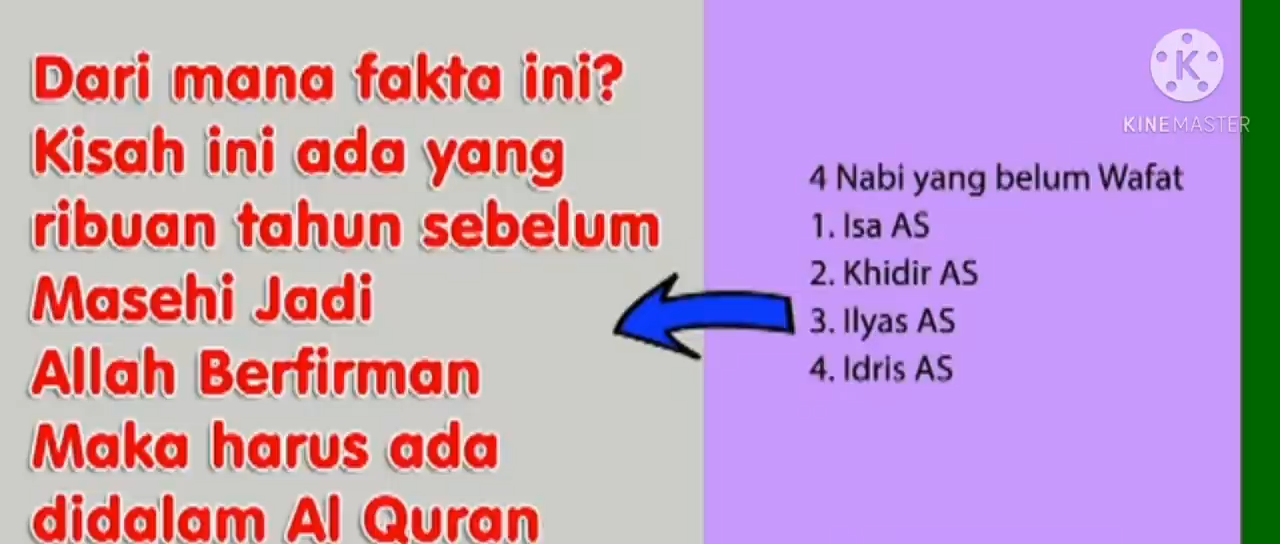 Dari mana fakta ini?
Kisah ini ada yang
ribuan tahun sebelum
Masehi Jadi
Allah Berfirman
Maka harus ada
didalam Al Quran
KINEMASTER
4 Nabi yang belum Wafat
1. Isa AS
2. Khidir AS
3. Ilyas AS
4. Idris AS